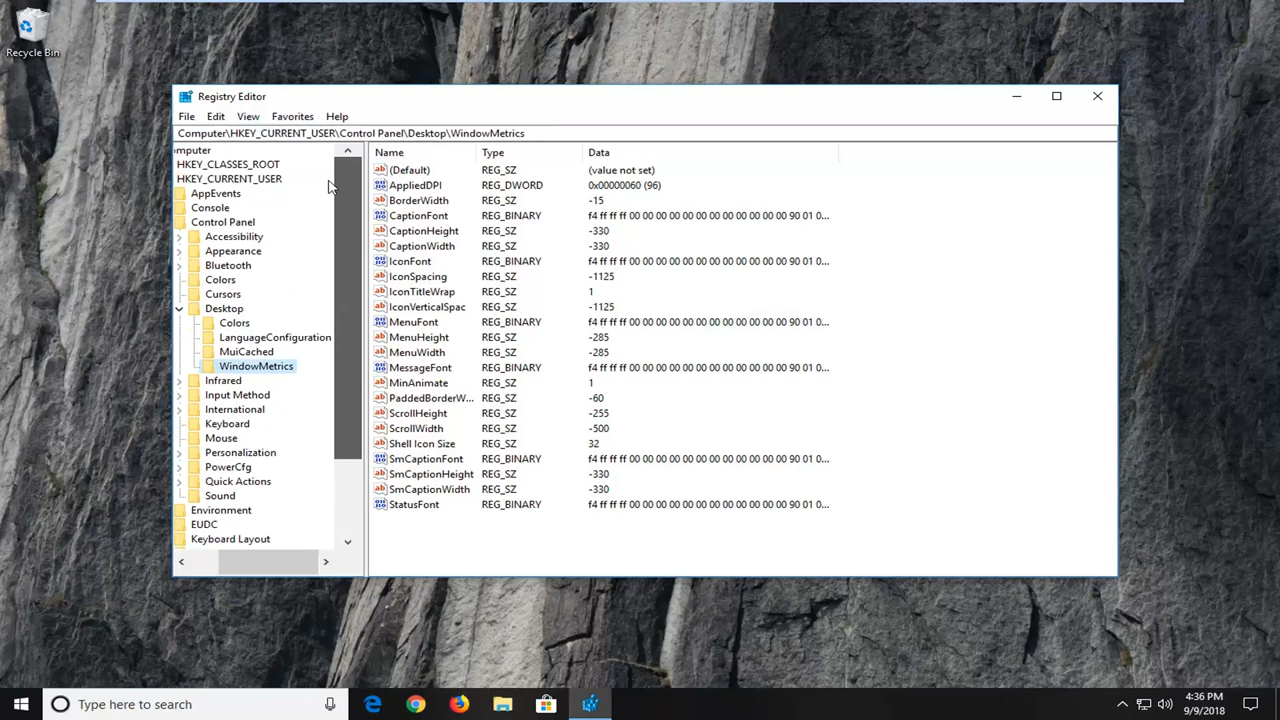 Recycle Bin
Registry Editor
File Edit View Favorites Help
Computer\HKEY_CURRENT_USER\Control Panel\Desktop\WindowMetrics
mputer
HKEY_CLASSES_ROOT
HKEY_CURRENT_USER
AppEvents
Console
Control Panel
Accessibility
Appearance
Bluetooth
Colors
Cursors
Desktop
Colors
LanguageConfiguration
MuiCached
WindowMetrics
Infrared
Input Method
International
Keyboard
Mouse
Personalization
PowerCfg
Quick Actions
Sound
Environment
EUDC
Keyboard Layout
Name Type Data
(Default) REG_SZ (value not set)
AppliedDPI REG_DWORD 0x00000060 (96)
BorderWidth REG_SZ -15
CaptionFont REG_BINARY f4 ff ff ff 00 00 00 00 00 00 00 00 00 00 00 00 90 01 0...
CaptionHeight REG_SZ -330
CaptionWidth REG_SZ -330
IconFont REG_BINARY f4 ff ff ff 00 00 00 00 00 00 00 00 00 00 00 00 90 01 0...
IconSpacing REG_SZ -1125
IconTitleWrap REG_SZ 1
IconVerticalSpac REG_SZ -1125
MenuFont REG_BINARY f4 ff ff ff 00 00 00 00 00 00 00 00 00 00 00 00 90 01 0...
MenuHeight REG_SZ -285
MenuWidth REG_SZ -285
MessageFont REG_BINARY f4 ff ff ff 00 00 00 00 00 00 00 00 00 00 00 00 90 01 0...
MinAnimate REG_SZ 1
PaddedBorderW... REG_SZ -60
ScrollHeight REG_SZ -255
ScrollWidth REG_SZ -500
Shell Icon Size REG_SZ 32
SmCaptionFont REG_BINARY f4 ff ff ff 00 00 00 00 00 00 00 00 00 00 00 00 90 01 0...
SmCaptionHeight REG_SZ -330
SmCaptionWidth REG_SZ -330
StatusFont REG_BINARY f4 ff ff ff 00 00 00 00 00 00 00 00 00 00 00 00 90 01 0...
Type here to search
4:36 PM
9/9/2018